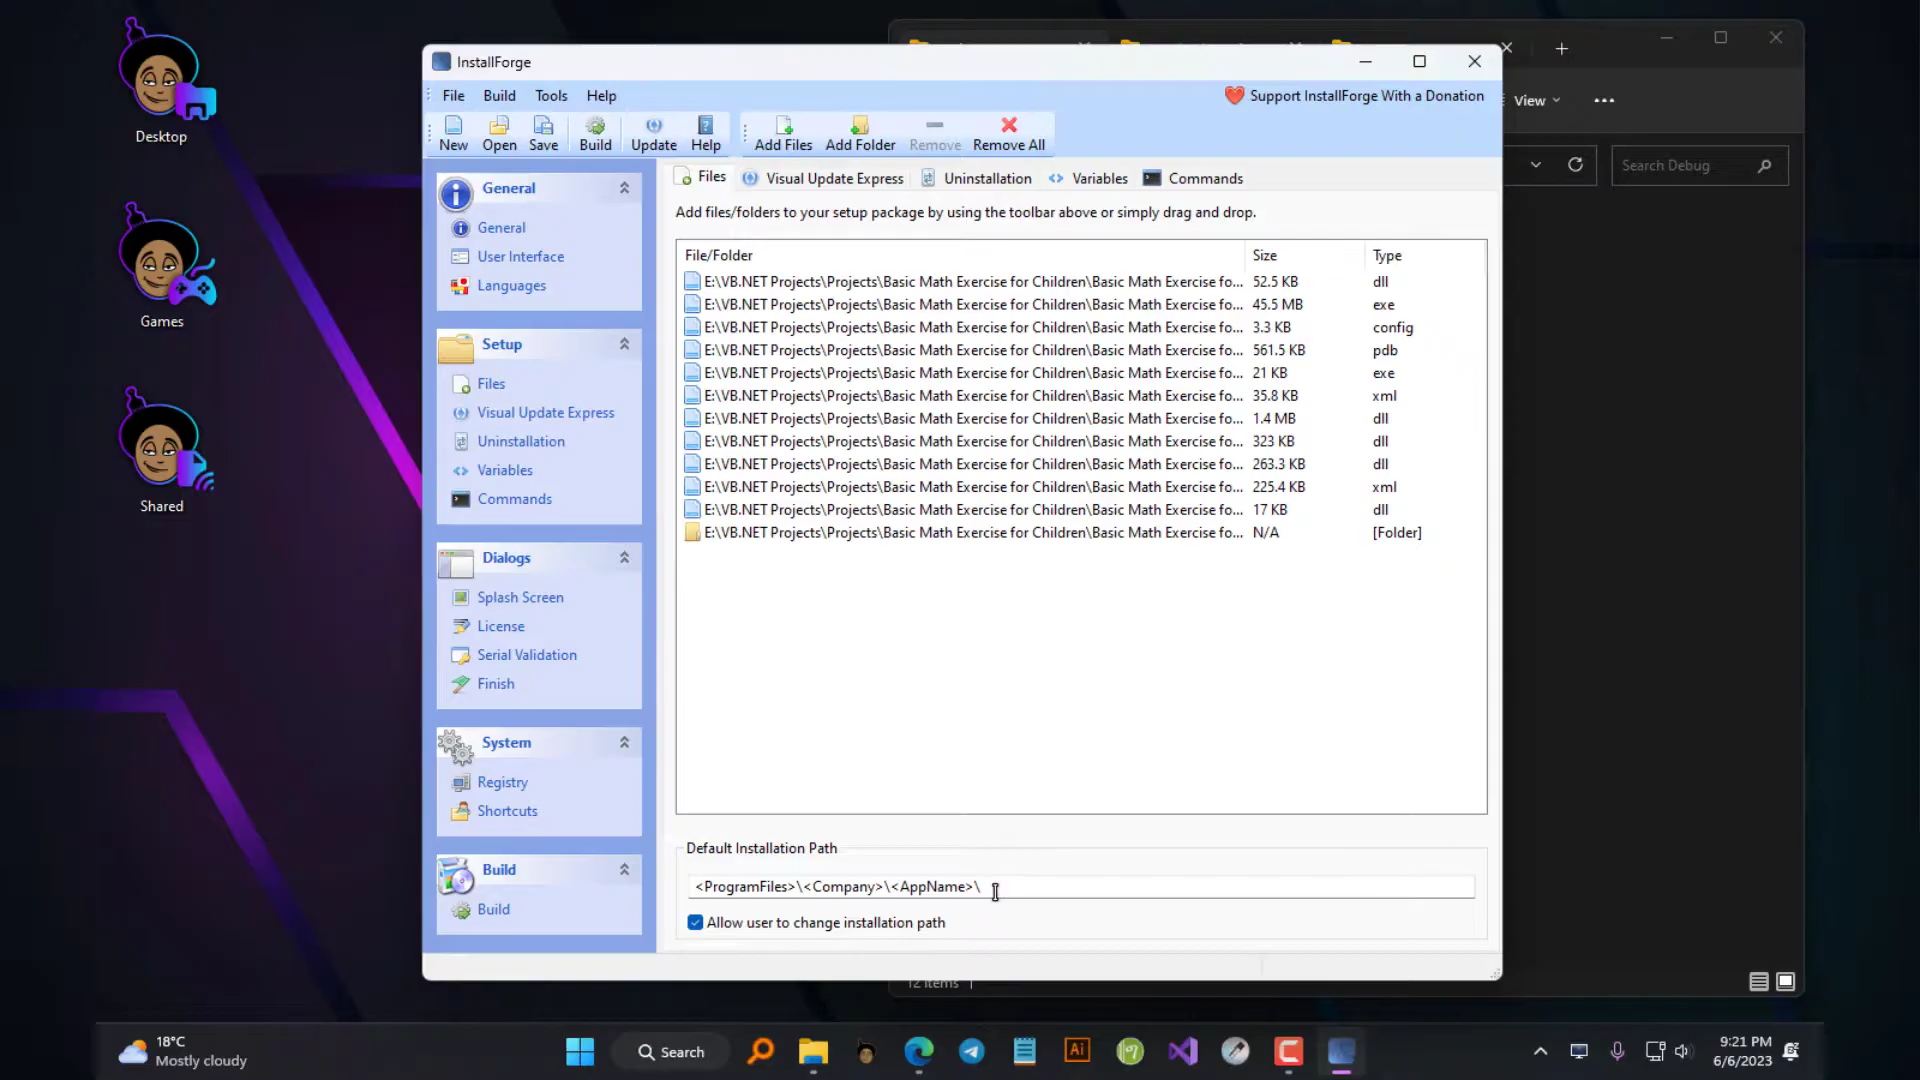 Desktop
Games
Shared
InstallForge
File Build Tools Help
Support InstallForge With a Donation
New Open Save Build Update Help Add Files Add Folder Remove Remove All
View
Search Debug
General
General
User Interface
Languages
Setup
Files
Visual Update Express
Uninstallation
Variables
Commands
Dialogs
Splash Screen
License
Serial Validation
Finish
System
Registry
Shortcuts
Build
Build
Files Visual Update Express Uninstallation Variables Commands
Add files/folders to your setup package by using the toolbar above or simply drag and drop.
File/Folder Size Type
E:\VB.NET Projects\Projects\Basic Math Exercise for Children\Basic Math Exercise fo... 52.5 KB dll
E:\VB.NET Projects\Projects\Basic Math Exercise for Children\Basic Math Exercise fo... 45.5 MB exe
E:\VB.NET Projects\Projects\Basic Math Exercise for Children\Basic Math Exercise fo... 3.3 KB config
E:\VB.NET Projects\Projects\Basic Math Exercise for Children\Basic Math Exercise fo... 561.5 KB pdb
E:\VB.NET Projects\Projects\Basic Math Exercise for Children\Basic Math Exercise fo... 21 KB exe
E:\VB.NET Projects\Projects\Basic Math Exercise for Children\Basic Math Exercise fo... 35.8 KB xml
E:\VB.NET Projects\Projects\Basic Math Exercise for Children\Basic Math Exercise fo... 1.4 MB dll
E:\VB.NET Projects\Projects\Basic Math Exercise for Children\Basic Math Exercise fo... 323 KB dll
E:\VB.NET Projects\Projects\Basic Math Exercise for Children\Basic Math Exercise fo... 263.3 KB dll
E:\VB.NET Projects\Projects\Basic Math Exercise for Children\Basic Math Exercise fo... 225.4 KB xml
E:\VB.NET Projects\Projects\Basic Math Exercise for Children\Basic Math Exercise fo... 17 KB dll
E:\VB.NET Projects\Projects\Basic Math Exercise for Children\Basic Math Exercise fo... N/A [Folder]
Default Installation Path
<ProgramFiles>\<Company>\<AppName>\
Allow user to change installation path
12 items
18°C
Mostly cloudy
Search
Ai
9:21 PM
6/6/2023